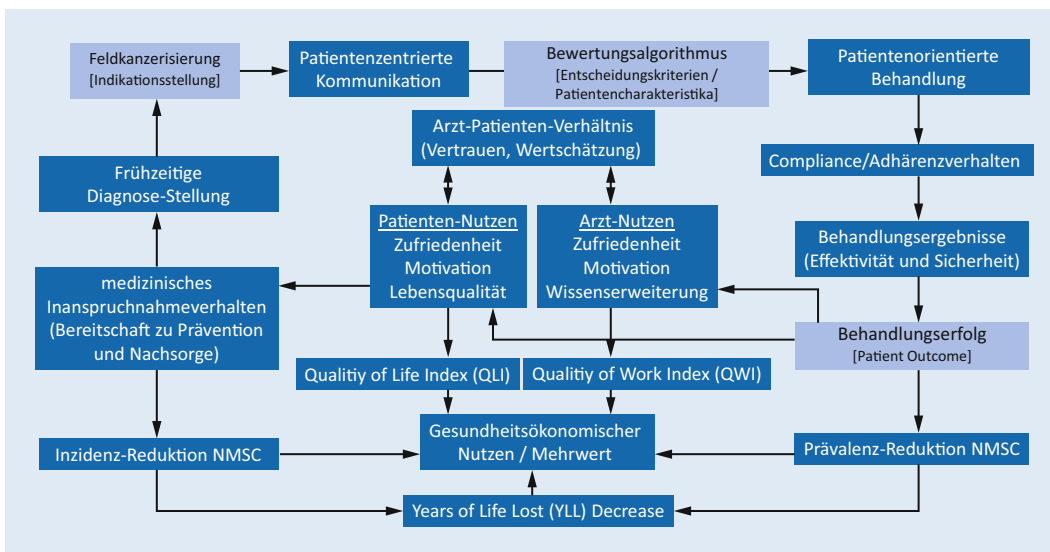 Feldkanzerisierung
[Indikationsstellung]
Patientenzentrierte
Kommunikation
Bewertungsalgorithmus
[Entscheidungskriterien /
Patientencharakteristika]
Patientenorientierte
Behandlung
Arzt-Patienten-Verhältnis
(Vertrauen, Wertschätzung)
Compliance/Adhärenzverhalten
Frühzeitige
Diagnose-Stellung
Patienten-Nutzen
Zufriedenheit
Motivation
Lebensqualität
Arzt-Nutzen
Zufriedenheit
Motivation
Wissenserweiterung
Behandlungsergebnisse
(Effektivität und Sicherheit)
medizinisches
Inanspruchnahmeverhalten
(Bereitschaft zu Prävention
und Nachsorge)
Behandlungserfolg
[Patient Outcome]
Qualitiy of Life Index (QLI)
Qualitiy of Work Index (QWI)
Inzidenz-Reduktion NMSC
Gesundheitsökonomischer
Nutzen / Mehrwert
Prävalenz-Reduktion NMSC
Years of Life Lost (YLL) Decrease